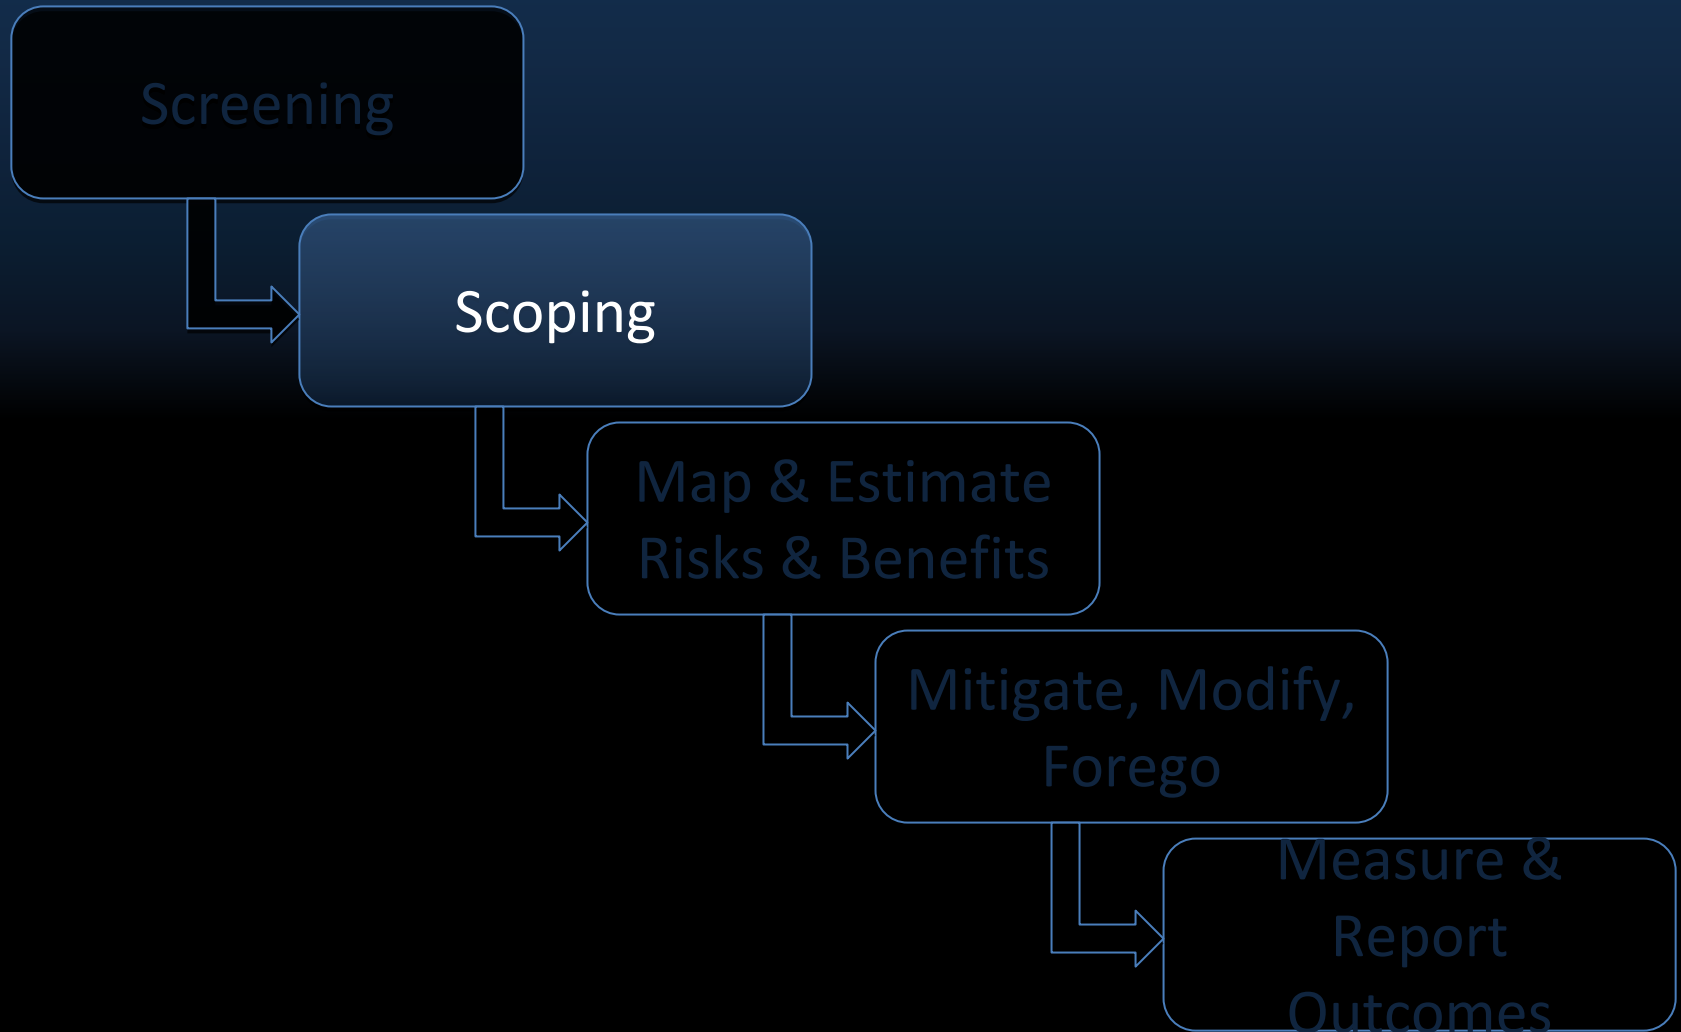 Screening
Scoping
Map & Estimate
Risks & Benefits
Mitigate, Modify,
Forego
Measure &
Report
Outcomes